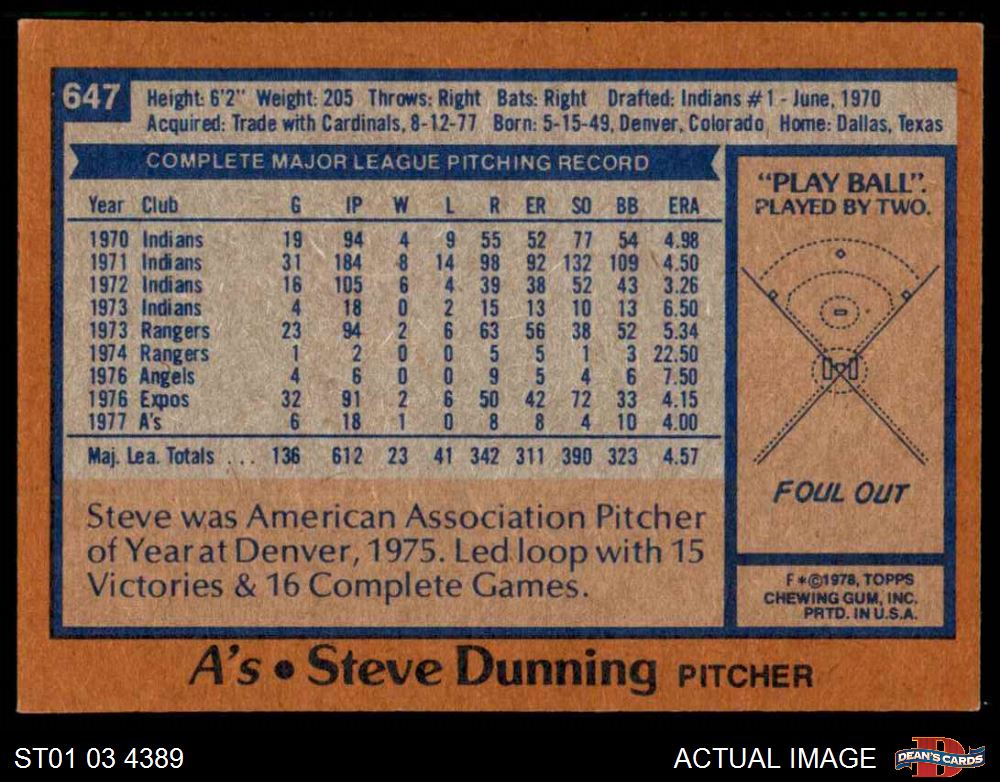 647
Height: 6'2" Weight: 205 Throws: Right Bats: Right Drafted: Indians #1 - June, 1970
Acquired: Trade with Cardinals, 8-12-77 Born: 5-15-49, Denver, Colorado Home: Dallas, Texas
COMPLETE MAJOR LEAGUE PITCHING RECORD
Year Club G IP W L R ER SO BB ERA
1970 Indians 19 94 4 9 55 52 77 54 4.98
1971 Indians 31 184 8 14 98 92 132 109 4.50
1972 Indians 16 105 6 4 39 38 52 43 3.26
1973 Indians 4 18 0 2 15 13 10 13 6.50
1973 Rangers 23 94 2 6 63 56 38 52 5.34
1974 Rangers 1 2 0 0 5 5 1 3 22.50
1976 Angels 4 6 0 0 9 5 4 6 7.50
1976 Expos 32 91 2 6 50 42 72 33 4.15
1977 A's 6 18 1 0 8 8 4 10 4.00
Maj. Lea. Totals ... 136 612 23 41 342 311 390 323 4.57
Steve was American Association Pitcher
of Year at Denver, 1975. Led loop with 15
Victories & 16 Complete Games.
"PLAY BALL".
PLAYED BY TWO.
FOUL OUT
F*©1978, TOPPS
CHEWING GUM, INC.
PRTD. IN U.S.A.
A's • Steve Dunning PITCHER
ST01 03 4389
ACTUAL IMAGE
DEAN'S CARDS